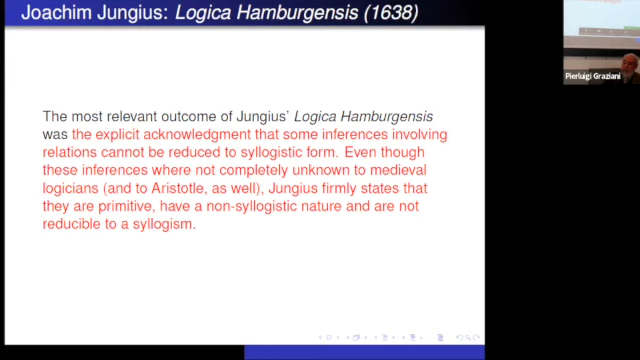 Joachim Jungius: Logica Hamburgensis (1638)
Pierluigi Graziani
The most relevant outcome of Jungius' Logica Hamburgensis
was the explicit acknowledgment that some inferences involving
relations cannot be reduced to syllogistic form. Even though
these inferences where not completely unknown to medieval
logicians (and to Aristotle, as well), Jungius firmly states that
they are primitive, have a non-syllogistic nature and are not
reducible to a syllogism.